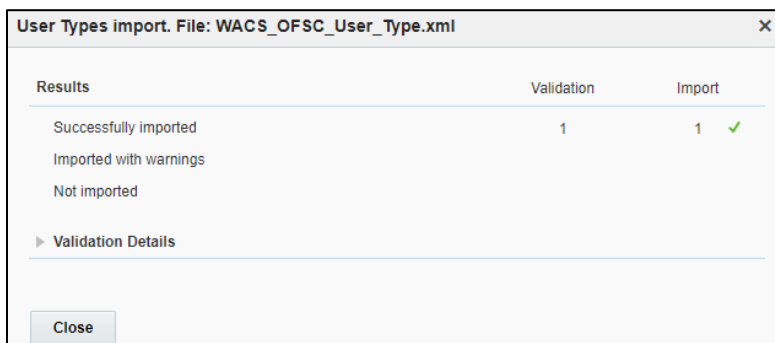 User Types import. File: WACS_OFSC_User_Type.xml ×
Results Validation Import
Successfully imported 1 1 ✓
Imported with warnings
Not imported
Validation Details
Close